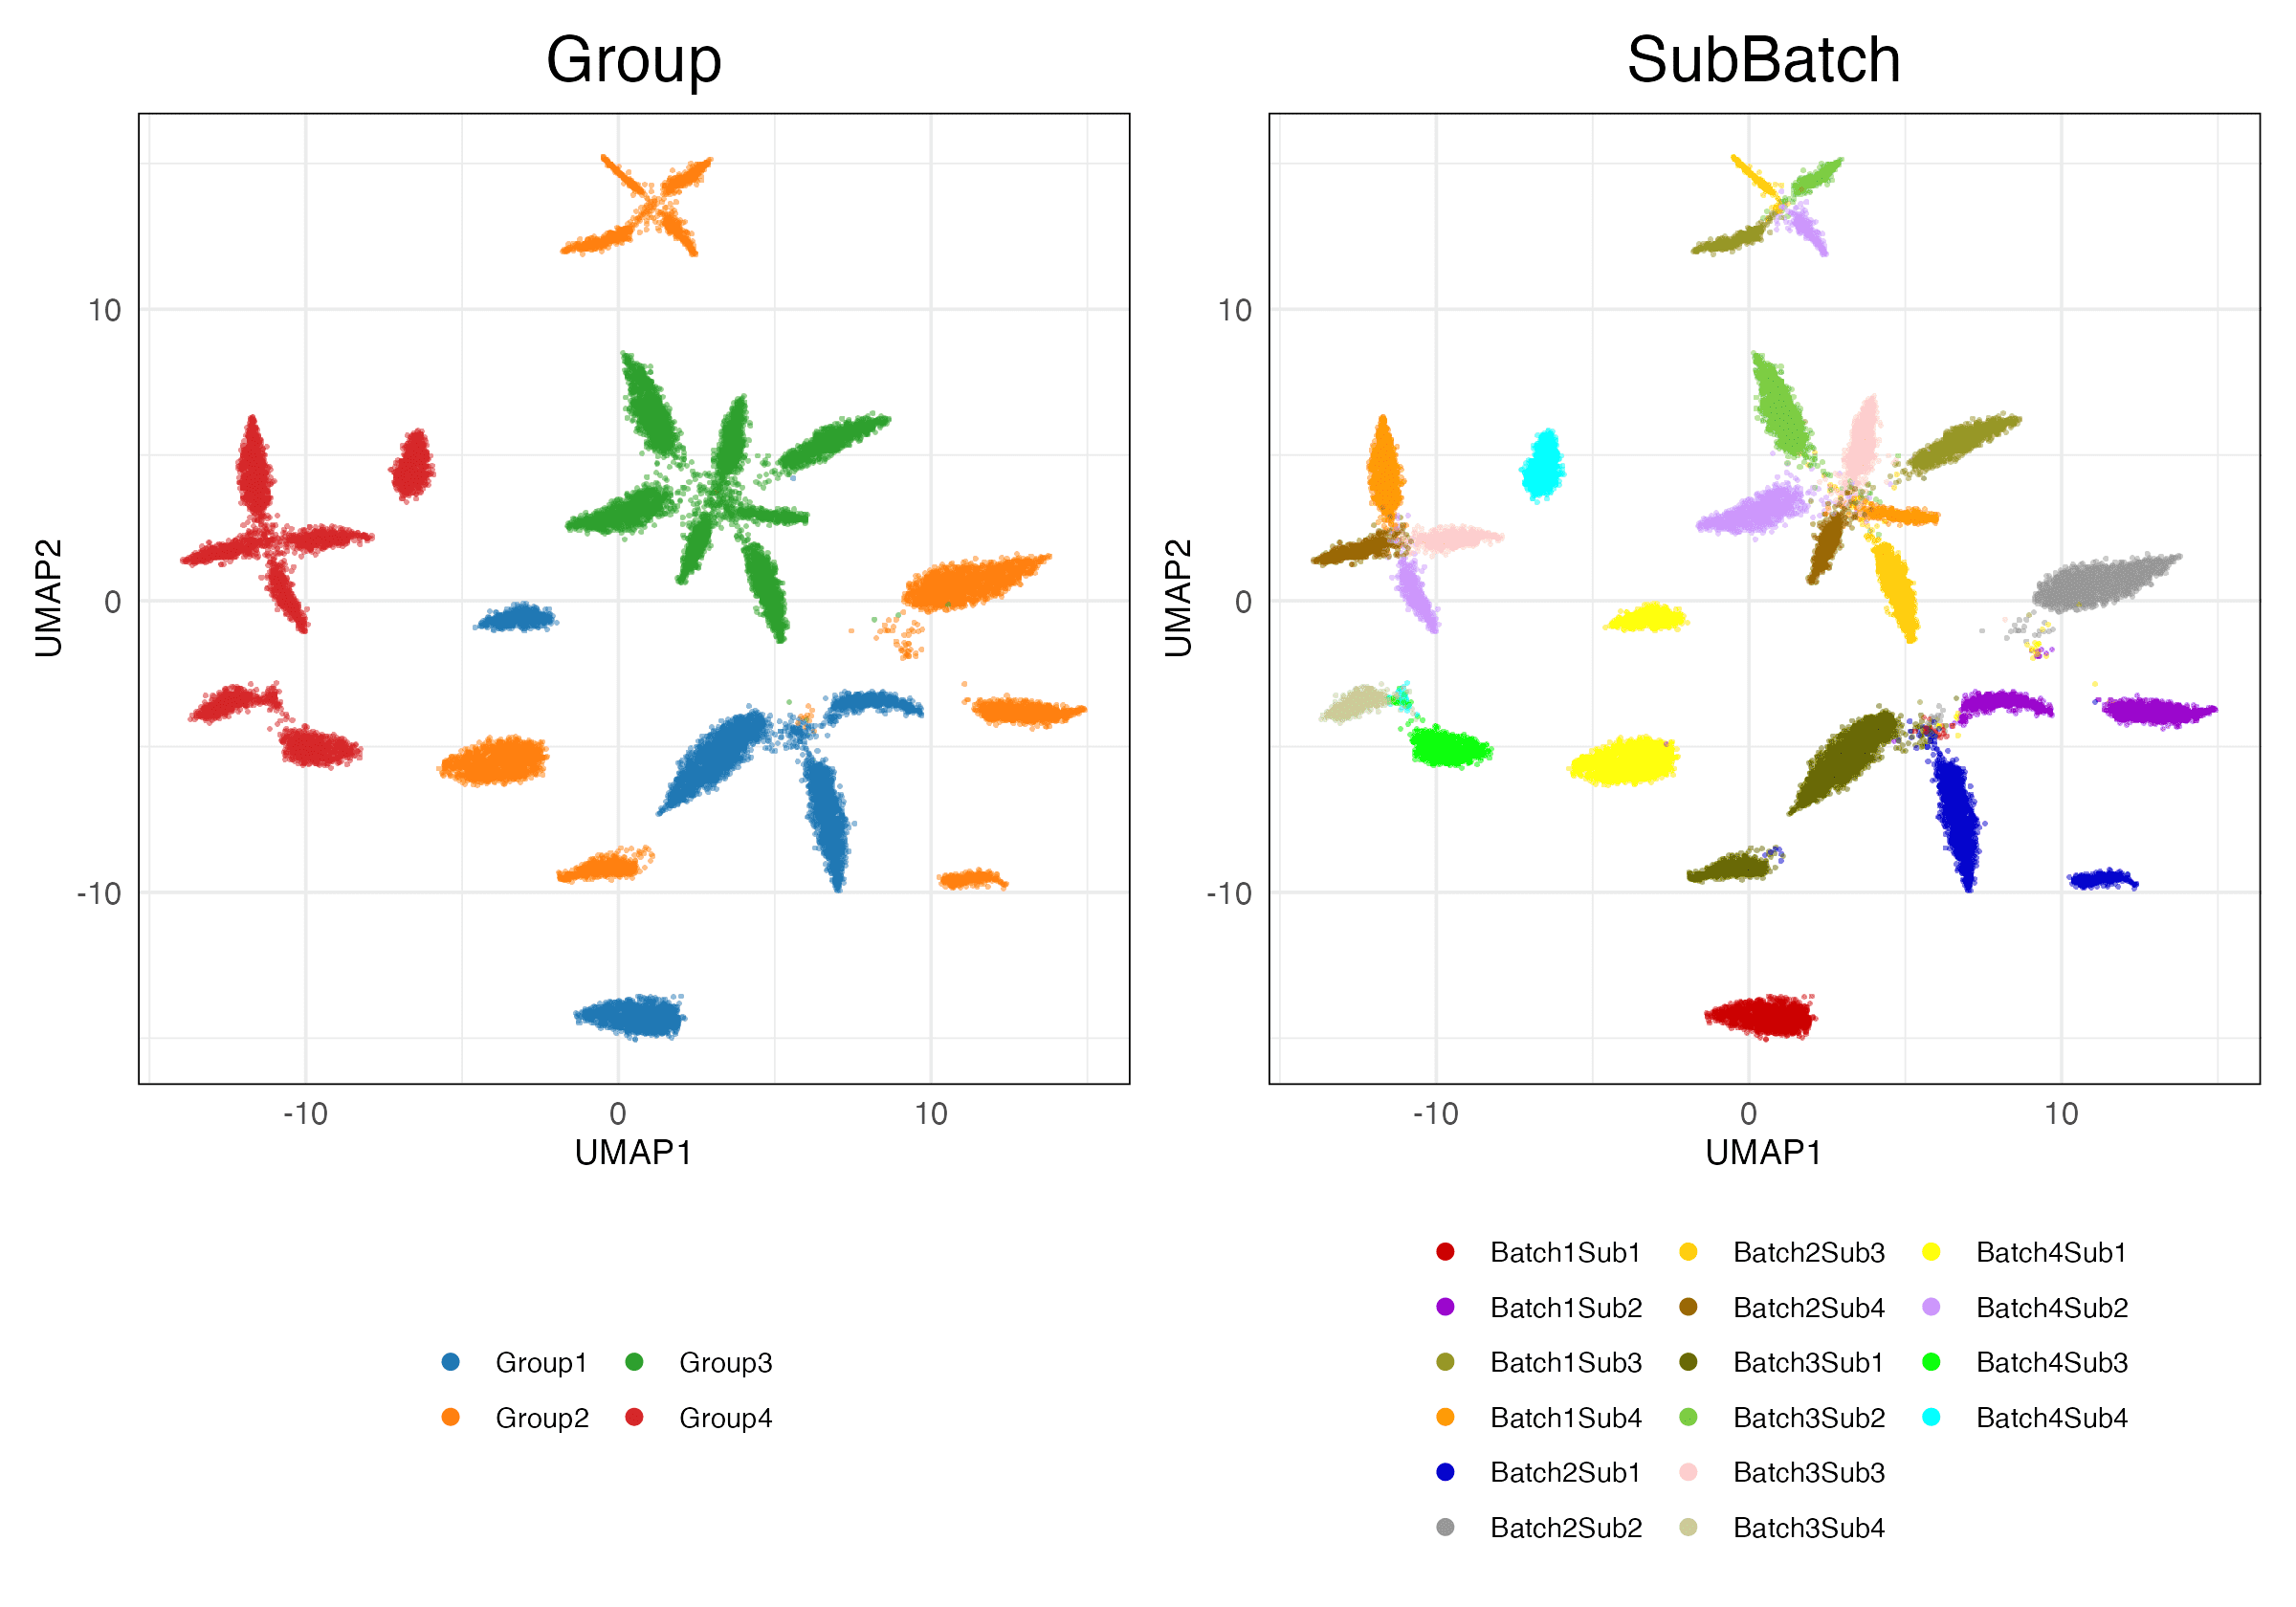 Group
SubBatch
10
0
-10
UMAP2
-10 0 10
UMAP1
10
0
-10
UMAP2
-10 0 10
UMAP1
Group1 Group3
Group2 Group4
Batch1Sub1 Batch2Sub3 Batch4Sub1
Batch1Sub2 Batch2Sub4 Batch4Sub2
Batch1Sub3 Batch3Sub1 Batch4Sub3
Batch1Sub4 Batch3Sub2 Batch4Sub4
Batch2Sub1 Batch3Sub3
Batch2Sub2 Batch3Sub4